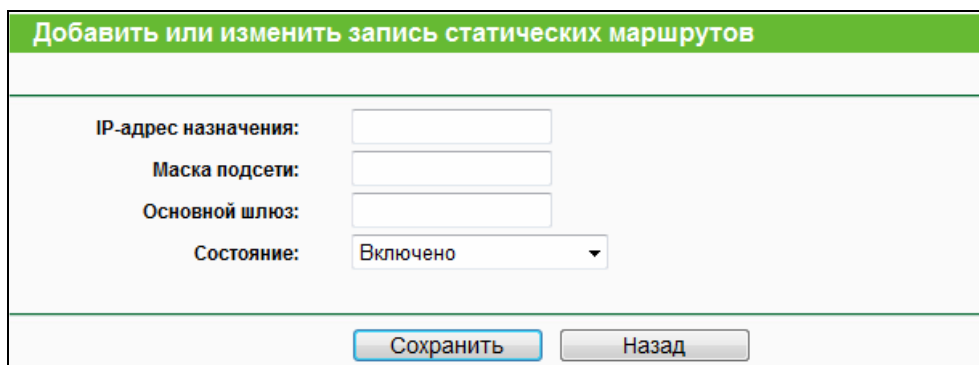 Добавить или изменить запись статических маршрутов
IP-адрес назначения:
Маска подсети:
Основной шлюз:
Состояние: Включено
Сохранить Назад